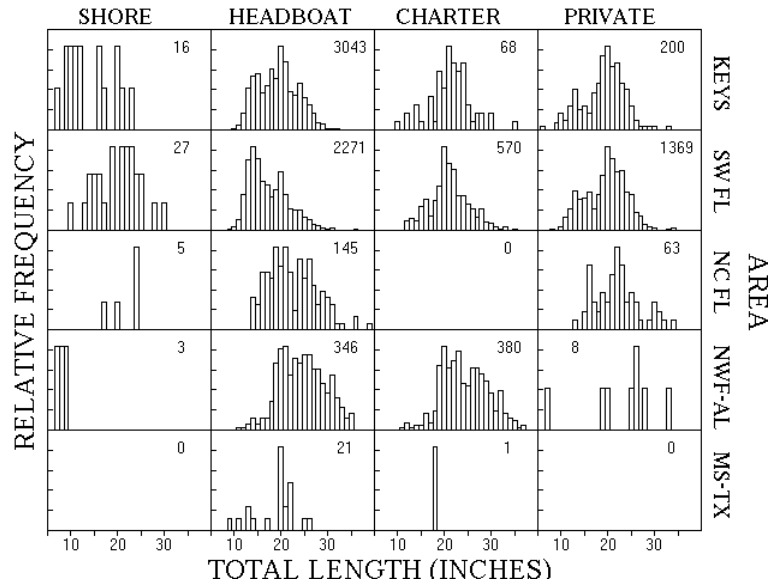 SHORE HEADBOAT CHARTER PRIVATE
16 3043 68 200 KEYS
27 2271 570 1369 SW FL
5 145 0 63 NC FL
3 346 380 8 NWF-AL
0 21 1 0 MS-TX
RELATIVE FREQUENCY
AREA
10 20 30 10 20 30 10 20 30 10 20 30
TOTAL LENGTH (INCHES)